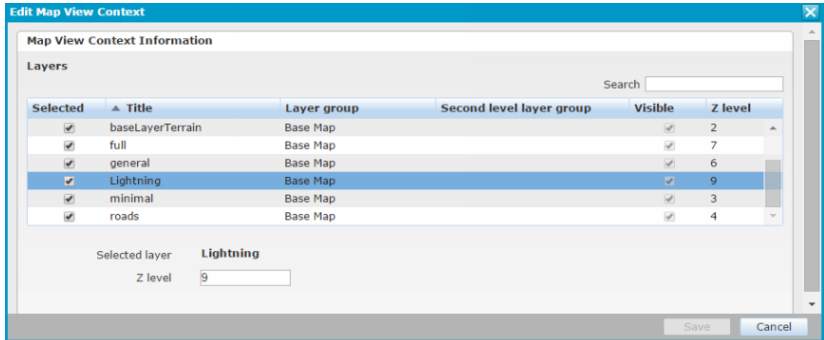 Edit Map View Context
Map View Context Information
Layers
Search
Selected Title Layer group Second level layer group Visible Z level
baseLayerTerrain Base Map 2
full Base Map 7
general Base Map 6
Lightning Base Map 9
minimal Base Map 3
roads Base Map 4
Selected layer Lightning
Z level 9
Save Cancel